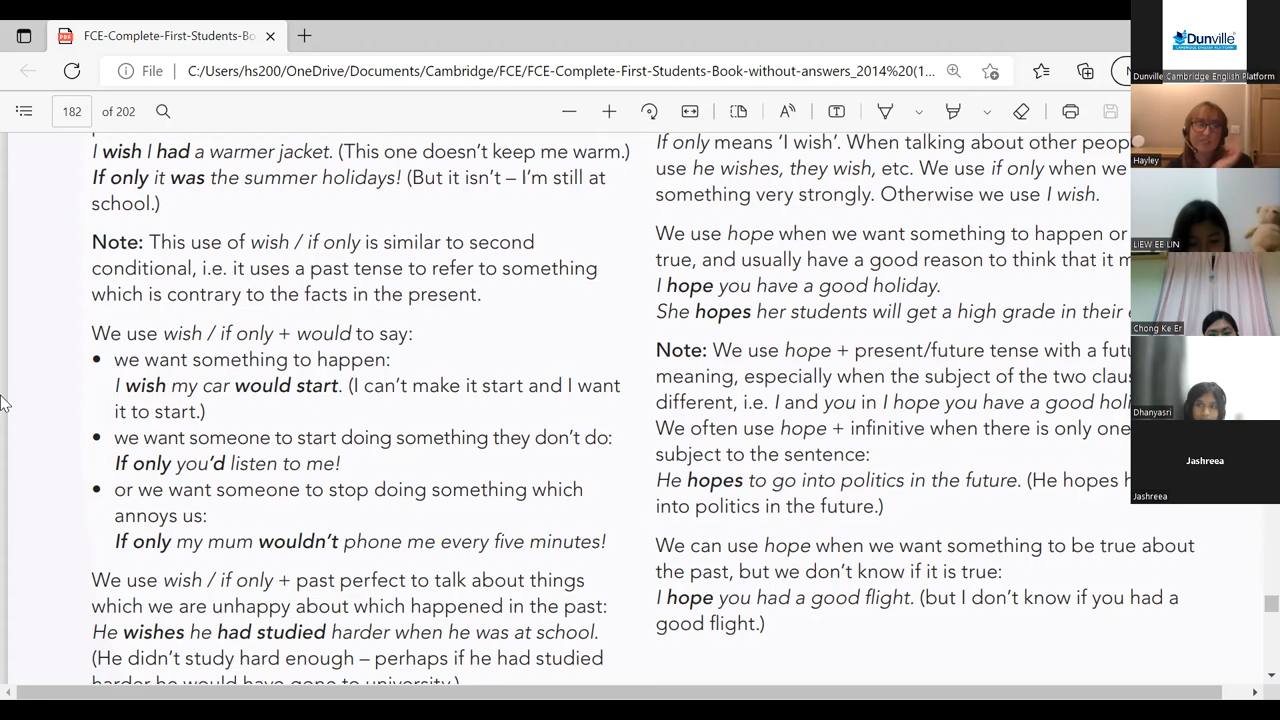 FCE-Complete-First-Students-Bo
File
C:/Users/hs200/OneDrive/Documents/Cambridge/FCE/FCE-Complete-First-Students-Book-without-answers_2014%20(1...
182
of 202
I wish I had a warmer jacket. (This one doesn't keep me warm.)
If only it was the summer holidays! (But it isn't – I'm still at
school.)
Note: This use of wish / if only is similar to second
conditional, i.e. it uses a past tense to refer to something
which is contrary to the facts in the present.
We use wish / if only + would to say:
• we want something to happen:
I wish my car would start. (I can't make it start and I want
it to start.)
• we want someone to start doing something they don't do:
If only you'd listen to me!
• or we want someone to stop doing something which
annoys us:
If only my mum wouldn't phone me every five minutes!
We use wish / if only + past perfect to talk about things
which we are unhappy about which happened in the past:
He wishes he had studied harder when he was at school.
(He didn't study hard enough – perhaps if he had studied
harder he would have gone to university.)
If only means 'I wish'. When talking about other peop
use he wishes, they wish, etc. We use if only when we
something very strongly. Otherwise we use I wish.
We use hope when we want something to happen or
true, and usually have a good reason to think that it m
I hope you have a good holiday.
She hopes her students will get a high grade in their
Note: We use hope + present/future tense with a futu
meaning, especially when the subject of the two clau
different, i.e. I and you in I hope you have a good holi
We often use hope + infinitive when there is only one
subject to the sentence:
He hopes to go into politics in the future. (He hopes h
into politics in the future.)
We can use hope when we want something to be true about
the past, but we don't know if it is true:
I hope you had a good flight. (but I don't know if you had a
good flight.)
Dunville
CAMBRIDGE ENGLISH PLATFORM
Dunville Cambridge English Platform
Hayley
LIEW EE LIN
Chong Ke Er
Dhanyasri
Jashreea
Jashreea